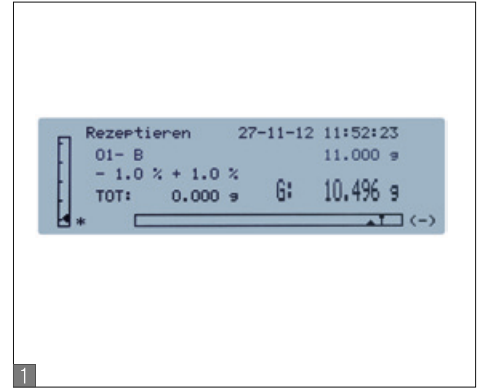 Rezeptieren 27-11-12 11:52:23
01- B 11.000 g
- 1.0 % + 1.0 %
TOT: 0.000 g G: 10.496 g
* (-)
1